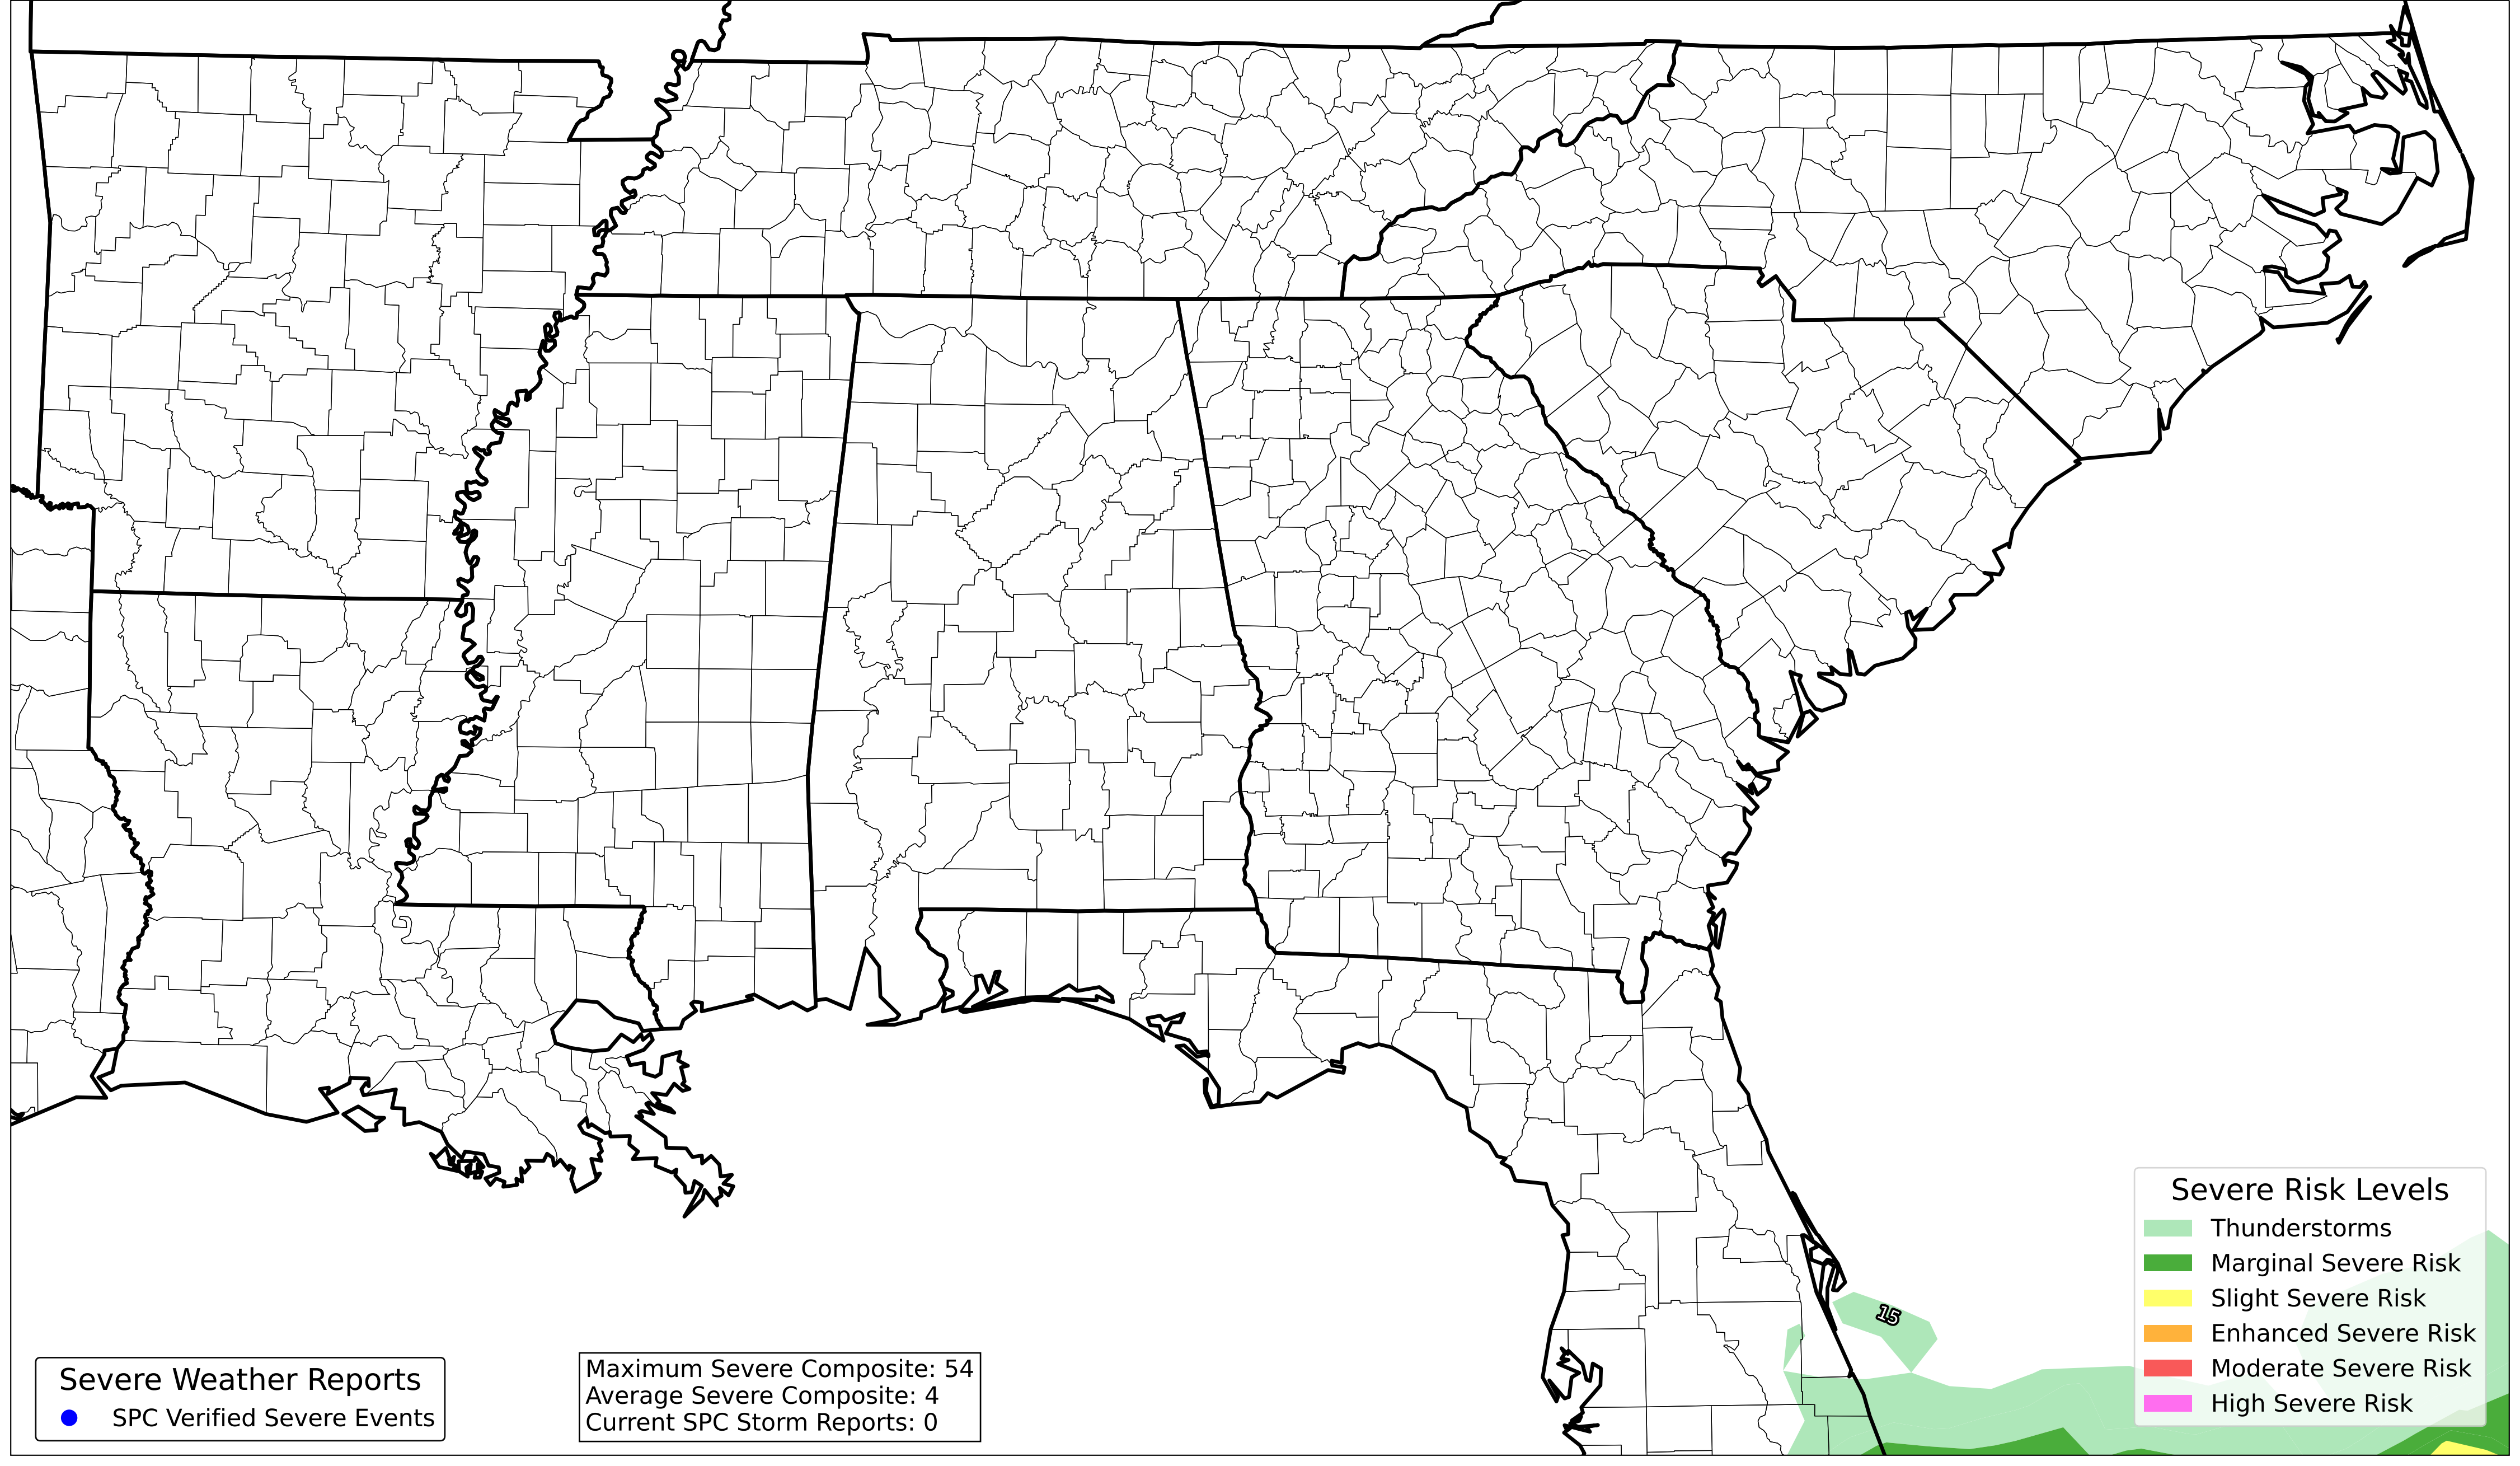 15
Severe Risk Levels
Thunderstorms
Marginal Severe Risk
Slight Severe Risk
Enhanced Severe Risk
Moderate Severe Risk
High Severe Risk
Severe Weather Reports
SPC Verified Severe Events
Maximum Severe Composite: 54
Average Severe Composite: 4
Current SPC Storm Reports: 0